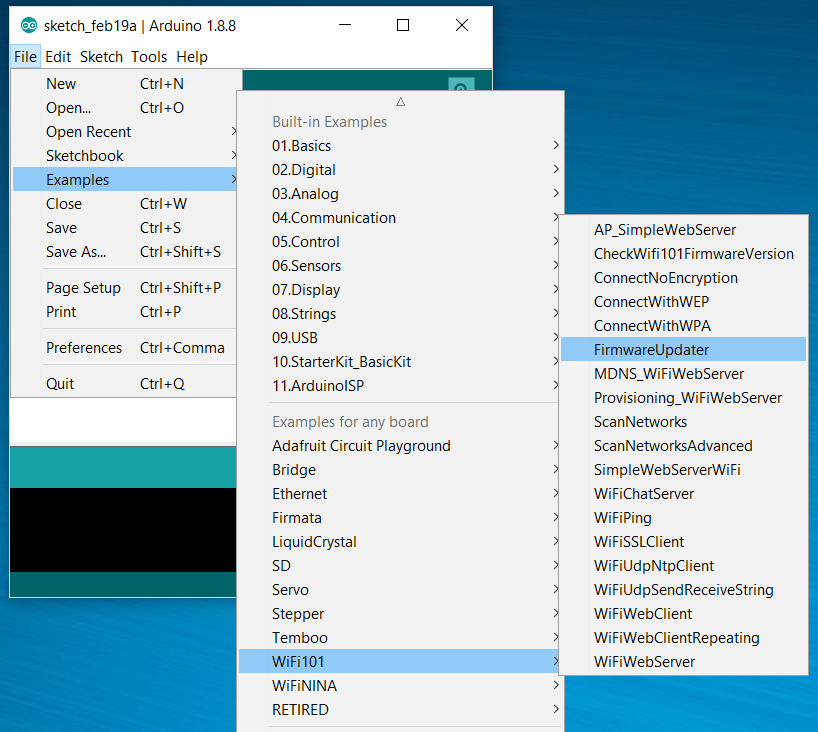 sketch_feb19a | Arduino 1.8.8
File Edit Sketch Tools Help
New Ctrl+N
Open... Ctrl+O
Open Recent
Sketchbook
Examples
Close Ctrl+W
Save Ctrl+S
Save As... Ctrl+Shift+S
Page Setup Ctrl+Shift+P
Print Ctrl+P
Preferences Ctrl+Comma
Quit Ctrl+Q
Built-in Examples
01.Basics
02.Digital
03.Analog
04.Communication
05.Control
06.Sensors
07.Display
08.Strings
09.USB
10.StarterKit_BasicKit
11.ArduinoISP
Examples for any board
Adafruit Circuit Playground
Bridge
Ethernet
Firmata
LiquidCrystal
SD
Servo
Stepper
Temboo
WiFi101
WiFiNINA
RETIRED
AP_SimpleWebServer
CheckWifi101FirmwareVersion
ConnectNoEncryption
ConnectWithWEP
ConnectWithWPA
FirmwareUpdater
MDNS_WiFiWebServer
Provisioning_WiFiWebServer
ScanNetworks
ScanNetworksAdvanced
SimpleWebServerWiFi
WiFiChatServer
WiFiPing
WiFiSSLClient
WiFiUdpNtpClient
WiFiUdpSendReceiveString
WiFiWebClient
WiFiWebClientRepeating
WiFiWebServer